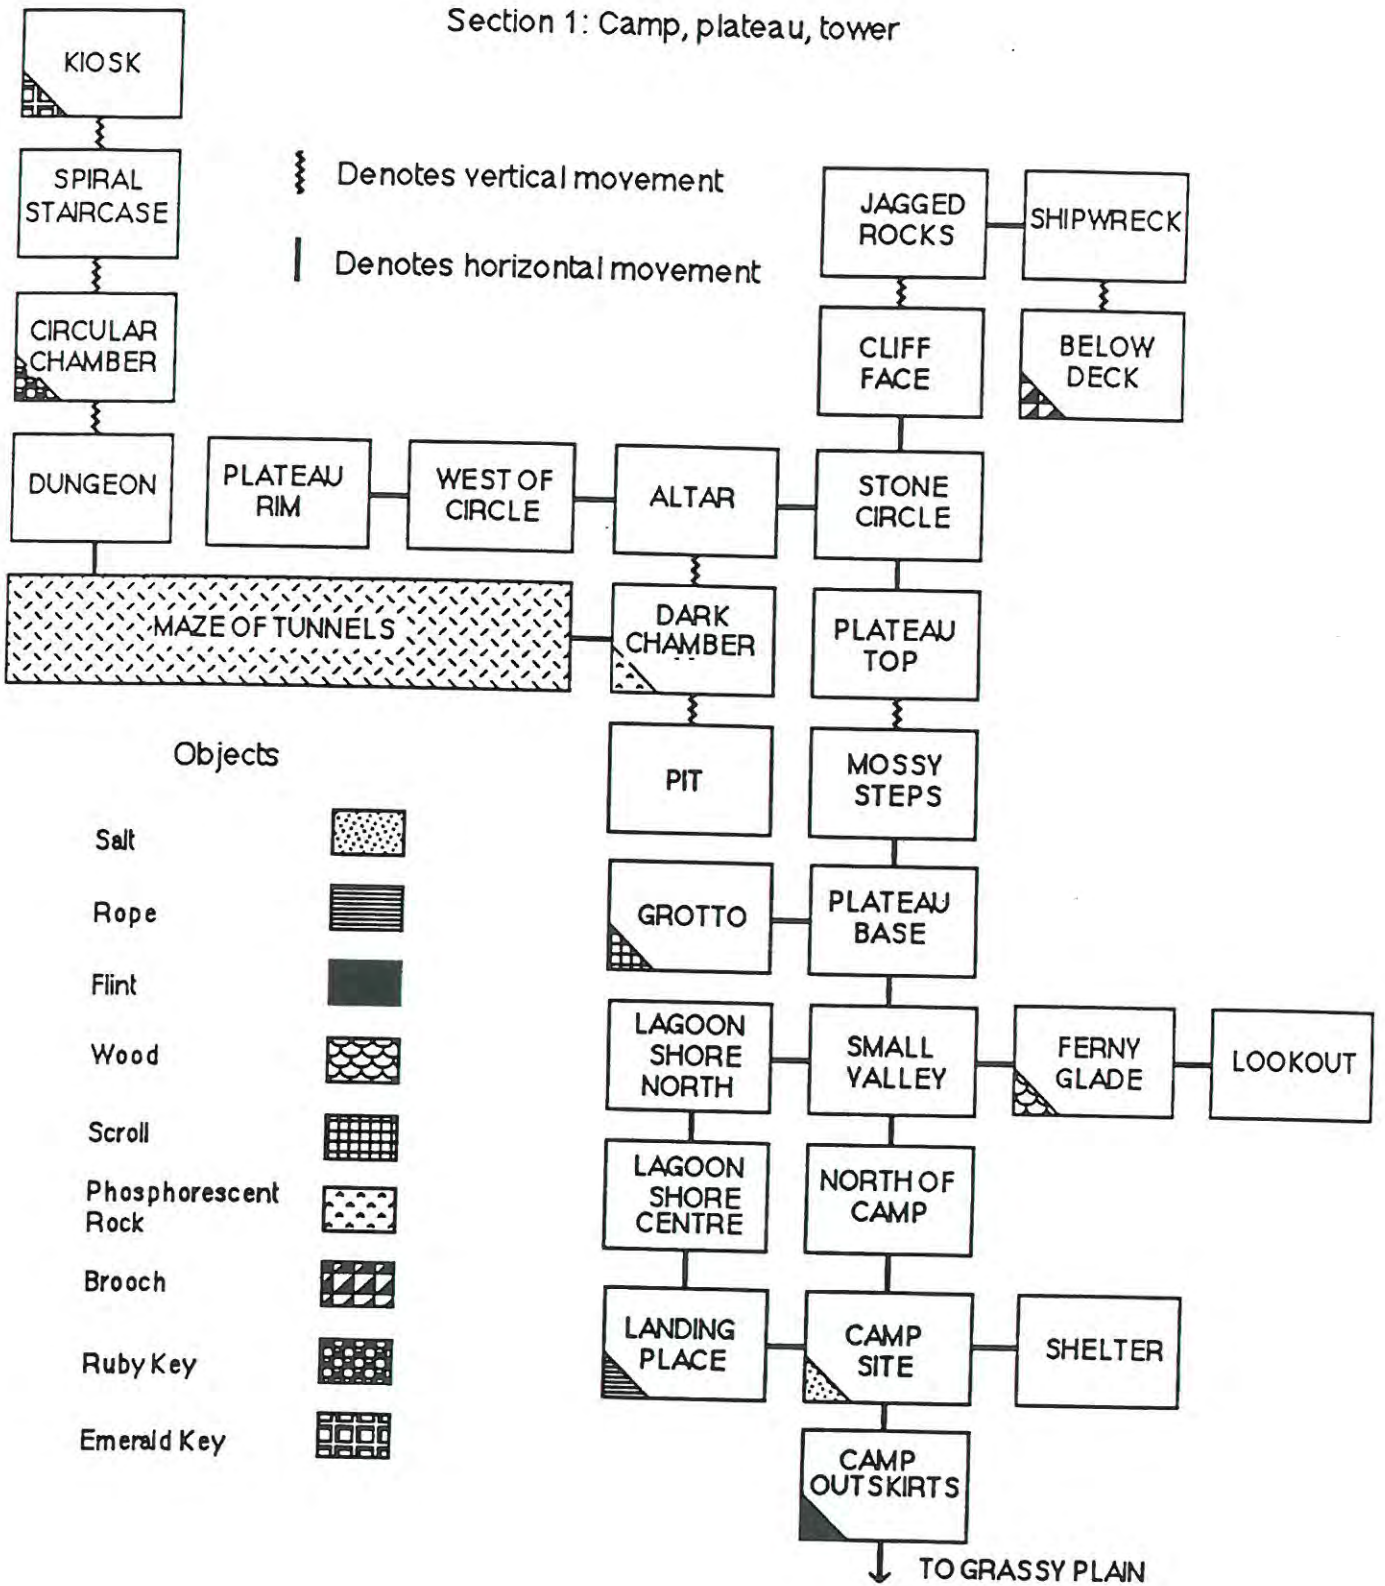 Section 1: Camp, plateau, tower
KIOSK
SPIRAL
STAIRCASE
Denotes vertical movement
Denotes horizontal movement
JAGGED
ROCKS
SHIPWRECK
CIRCULAR
CHAMBER
CLIFF
FACE
BELOW
DECK
DUNGEON
PLATEAU
RIM
WEST OF
CIRCLE
ALTAR
STONE
CIRCLE
MAZE OF TUNNELS
DARK
CHAMBER
PLATEAU
TOP
PIT
MOSSY
STEPS
GROTTO
PLATEAU
BASE
LAGOON
SHORE
NORTH
SMALL
VALLEY
FERNY
GLADE
LOOKOUT
LAGOON
SHORE
CENTRE
NORTH OF
CAMP
LANDING
PLACE
CAMP
SITE
SHELTER
CAMP
OUTSKIRTS
TO GRASSY PLAIN
Objects
Salt
Rope
Flint
Wood
Scroll
Phosphorescent
Rock
Brooch
Ruby Key
Emerald Key